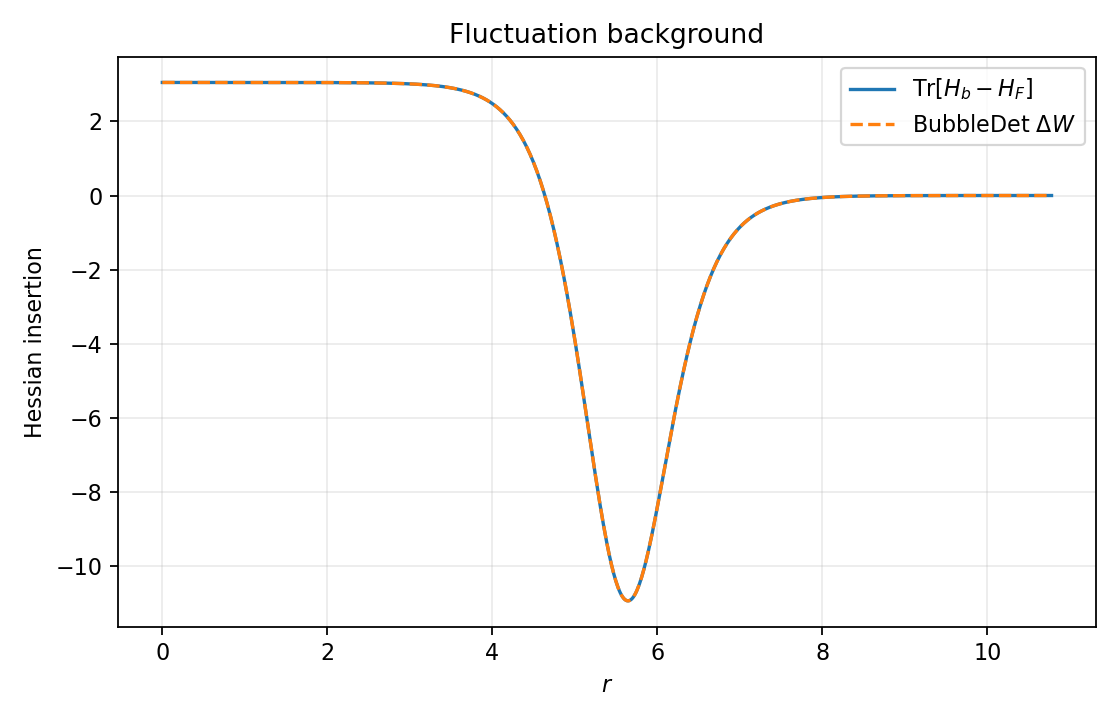 Fluctuation background
Tr[H_b − H_F]
BubbleDet ΔW
Hessian insertion
2
0
−2
−4
−6
−8
−10
0 2 4 6 8 10
r